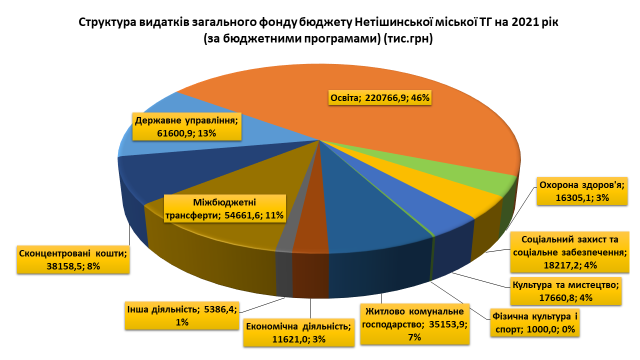 Структура видатків загального фонду бюджету Нетішинської міської ТГ на 2021 рік
(за бюджетними програмами) (тис.грн)
Освіта; 220766,9; 46%
Державне управління;
61600,9; 13%
Охорона здоров'я;
16305,1; 3%
Міжбюджетні
трансферти; 54661,6; 11%
Соціальний захист та
соціальне забезпечення;
18217,2; 4%
Сконцентровані кошти;
38158,5; 8%
Культура та мистецтво;
17660,8; 4%
Інша діяльність; 5386,4;
1%
Економічна діяльність;
11621,0; 3%
Житлово комунальне
господарство; 35153,9;
7%
Фізична культура і
спорт; 1000,0; 0%